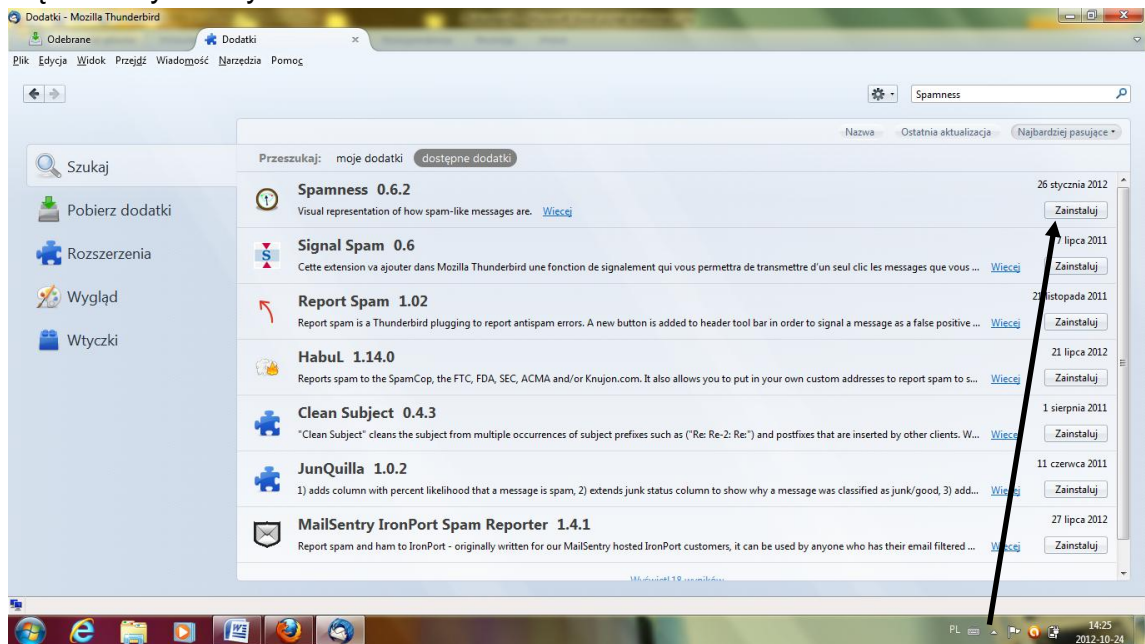 Dodatki - Mozilla Thunderbird
Odebrane
Dodatki
Plik Edycja Widok Przejdź Wiadomość Narzędzia Pomoc
Spamness
Nazwa Ostatnia aktualizacja Najbardziej pasujące
Przeszukaj: moje dodatki dostępne dodatki
Szukaj
Pobierz dodatki
Rozszerzenia
Wygląd
Wtyczki
Spamness 0.6.2
26 stycznia 2012
Visual representation of how spam-like messages are. Więcej
Zainstaluj
Signal Spam 0.6
7 lipca 2011
Cette extension va ajouter dans Mozilla Thunderbird une fonction de signalement qui vous permettra de transmettre d'un seul clic les messages que vous ... Więcej
Zainstaluj
Report Spam 1.02
21 listopada 2011
Report spam is a Thunderbird plugging to report antispam errors. A new button is added to header tool bar in order to signal a message as a false positive ... Więcej
Zainstaluj
HabuL 1.14.0
21 lipca 2012
Reports spam to the SpamCop, the FTC, FDA, SEC, ACMA and/or Knujon.com. It also allows you to put in your own custom addresses to report spam to s... Więcej
Zainstaluj
Clean Subject 0.4.3
1 sierpnia 2011
"Clean Subject" cleans the subject from multiple occurrences of subject prefixes such as ("Re: Re-2: Re:") and postfixes that are inserted by other clients. W... Więcej
Zainstaluj
JunQuilla 1.0.2
11 czerwca 2011
1) adds column with percent likelihood that a message is spam, 2) extends junk status column to show why a message was classified as junk/good, 3) add... Więcej
Zainstaluj
MailSentry IronPort Spam Reporter 1.4.1
27 lipca 2012
Report spam and ham to IronPort - originally written for our MailSentry hosted IronPort customers, it can be used by anyone who has their email filtered ... Więcej
Zainstaluj
Wyświetl 18 wyników
PL
14:25
2012-10-24